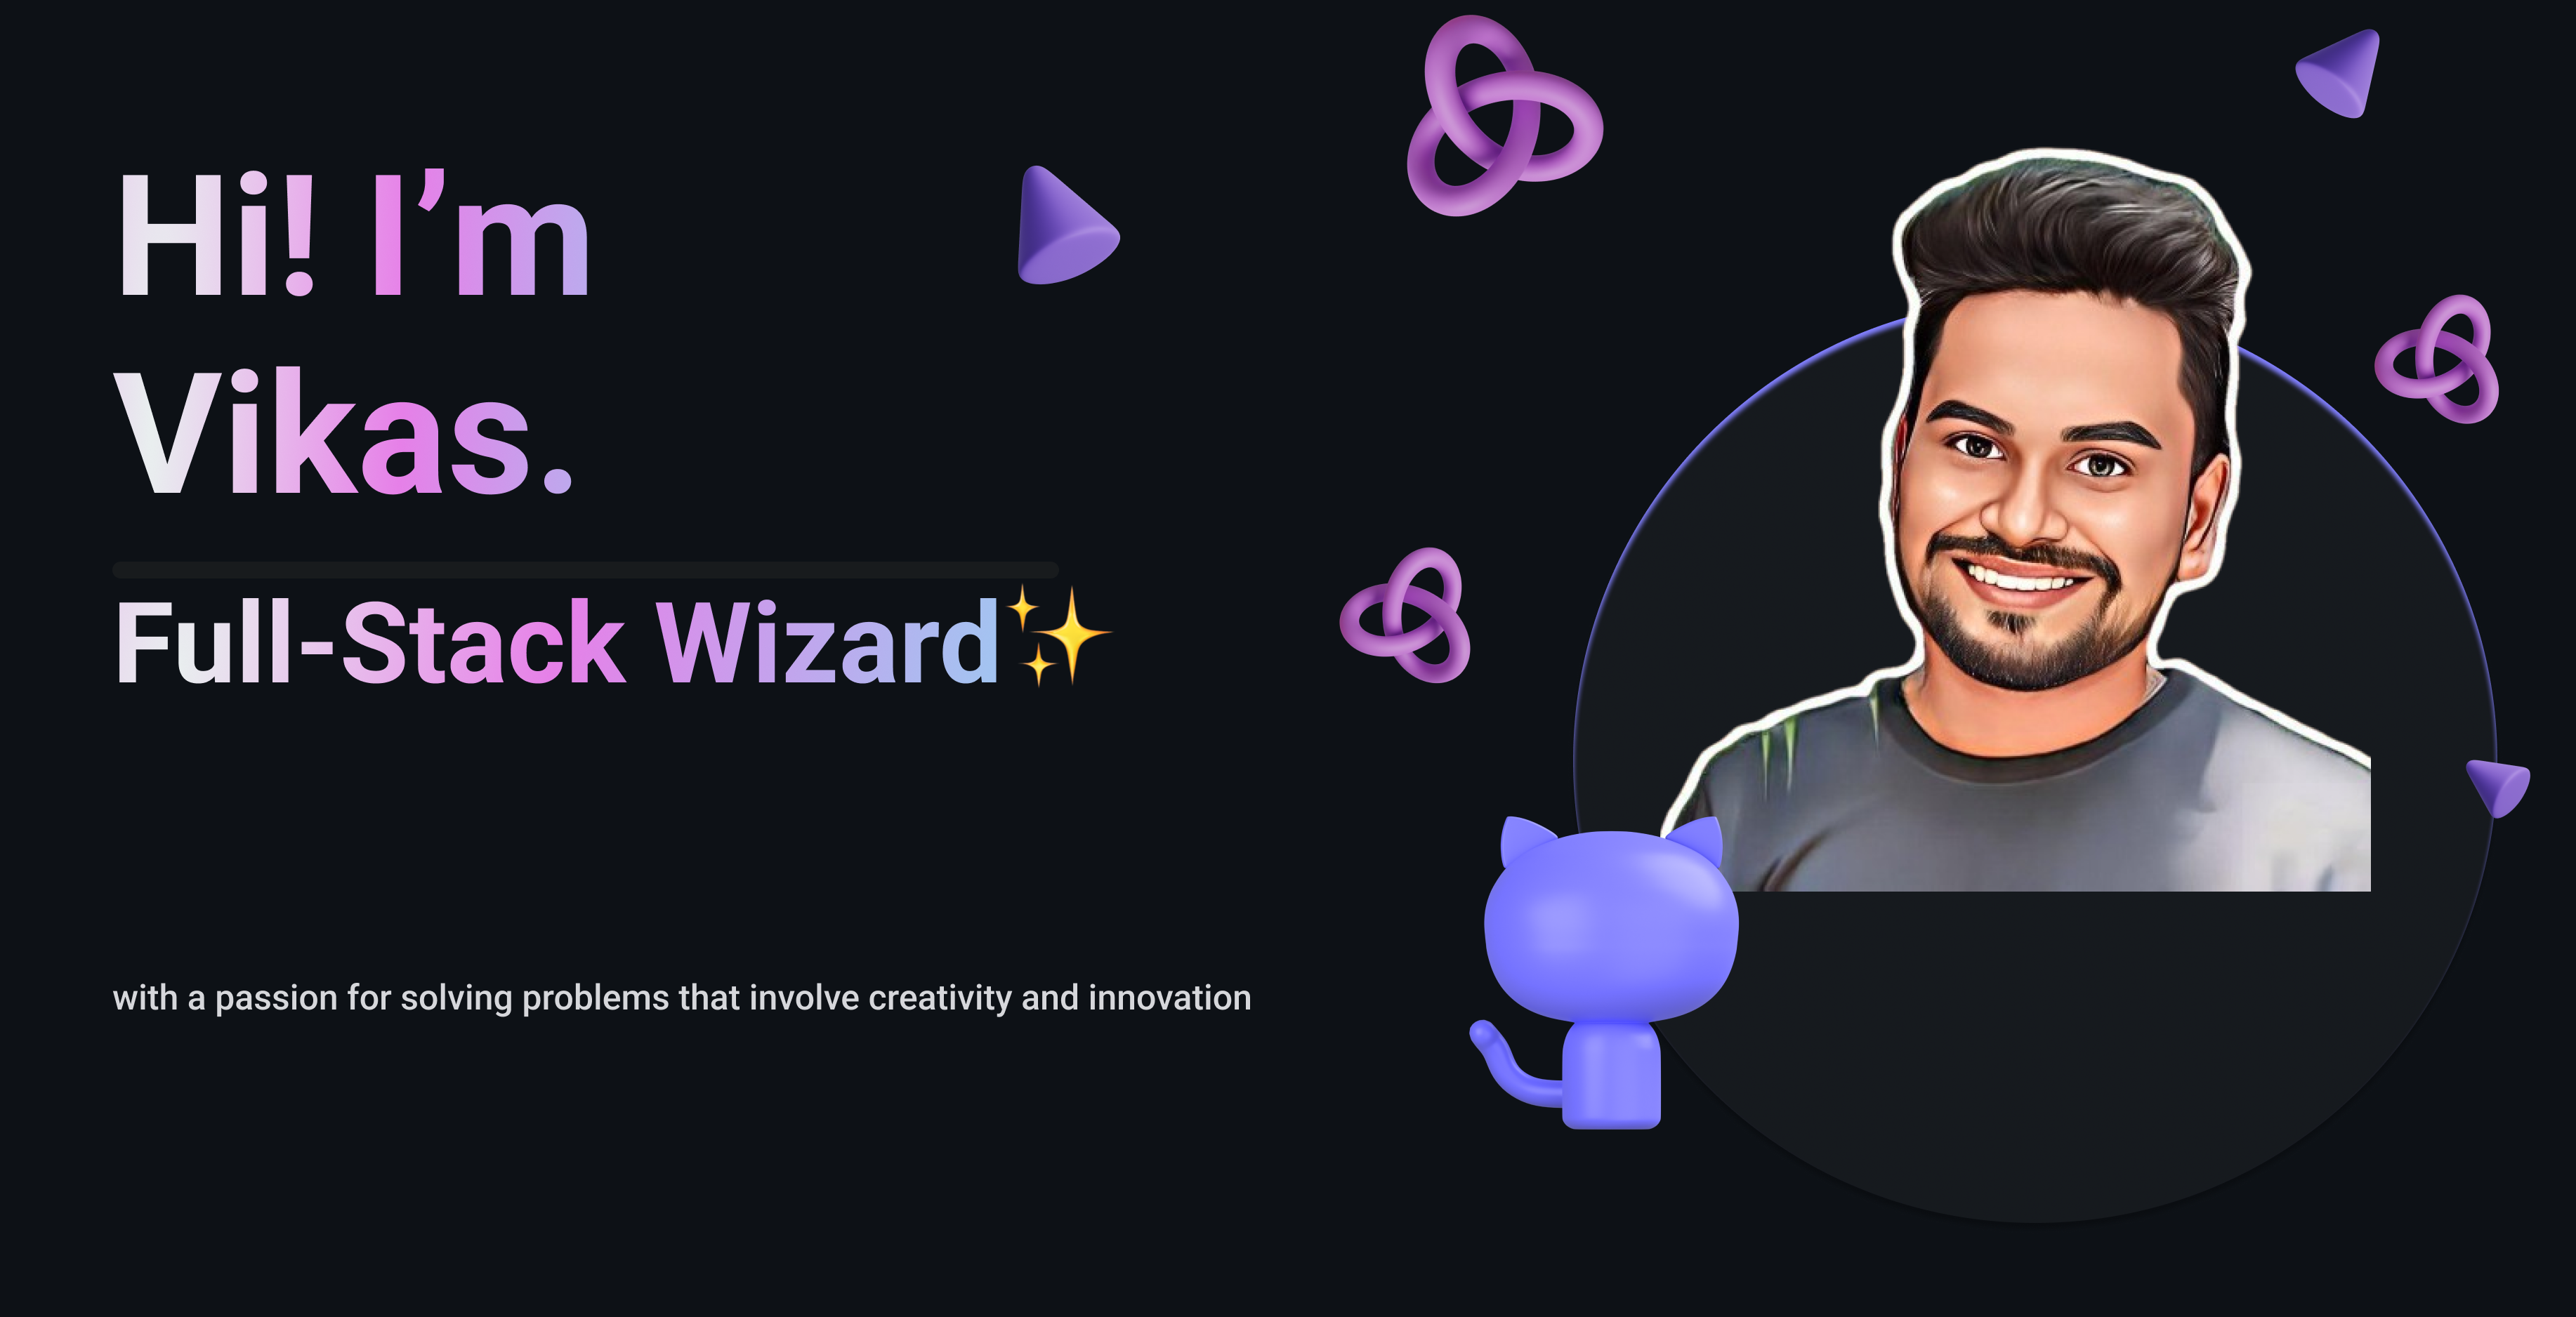 Hi! I’m
Vikas.
Full-Stack Wizard✨
with a passion for solving problems that involve creativity and innovation